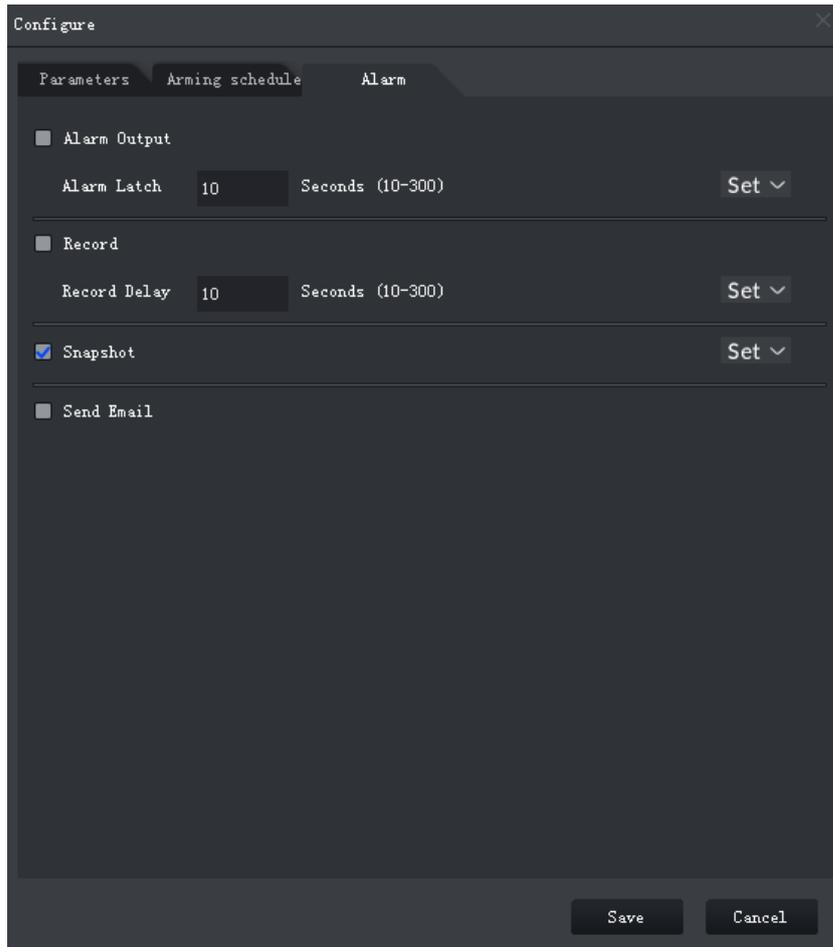 Configure
Parameters Arming schedule Alarm
Alarm Output
Alarm Latch 10 Seconds (10-300) Set
Record
Record Delay 10 Seconds (10-300) Set
Snapshot Set
Send Email
Save Cancel